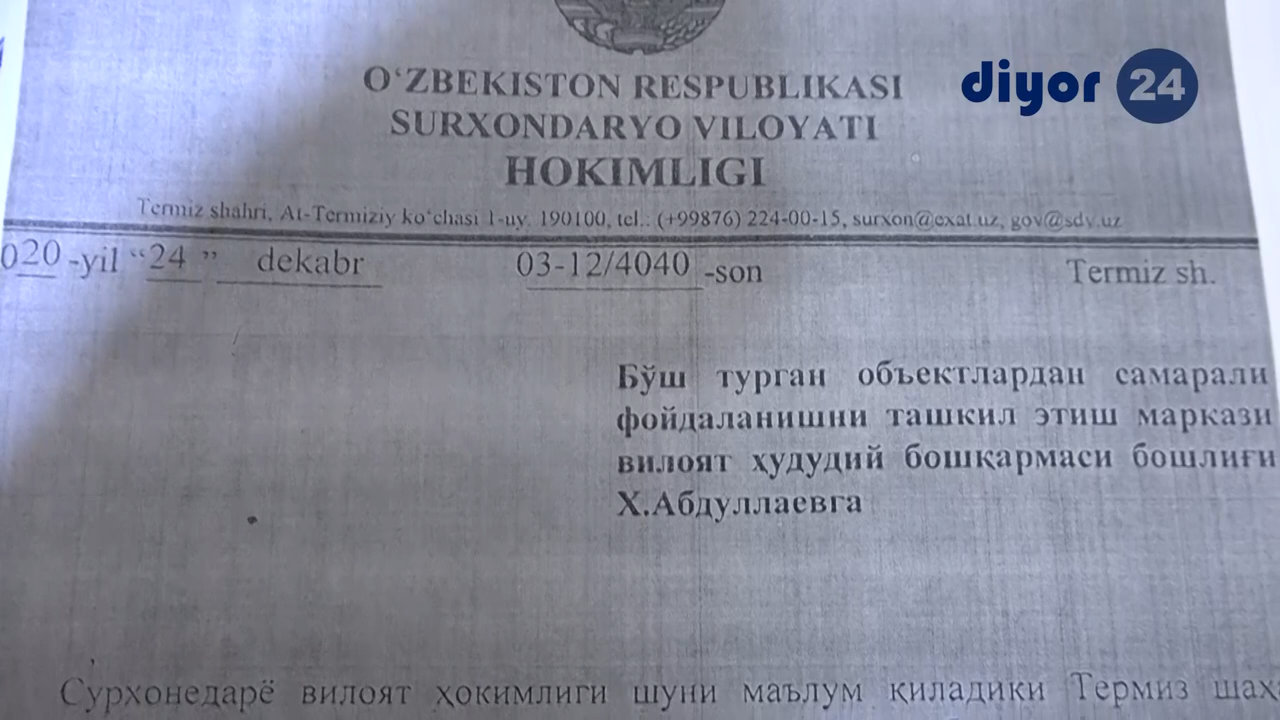 diyor 24
O‘ZBEKISTON RESPUBLIKASI
SURXONDARYO VILOYATI
HOKIMLIGI
Termiz shahri, At-Termiziy ko‘chasi 1-uy. 190100, tel.: (+99876) 224-00-15, surxon@exat.uz, gov@sdv.uz
020 -yil “24” dekabr 03-12/4040 -son Termiz sh.
Бўш турган объектлардан самарали
фойдаланишни ташкил этиш маркази
вилоят ҳудудий бошқармаси бошлиғи
Х.Абдуллаевга
Сурхонедарё вилоят ҳокимлиги шуни маълум қиладики Термиз шаҳ